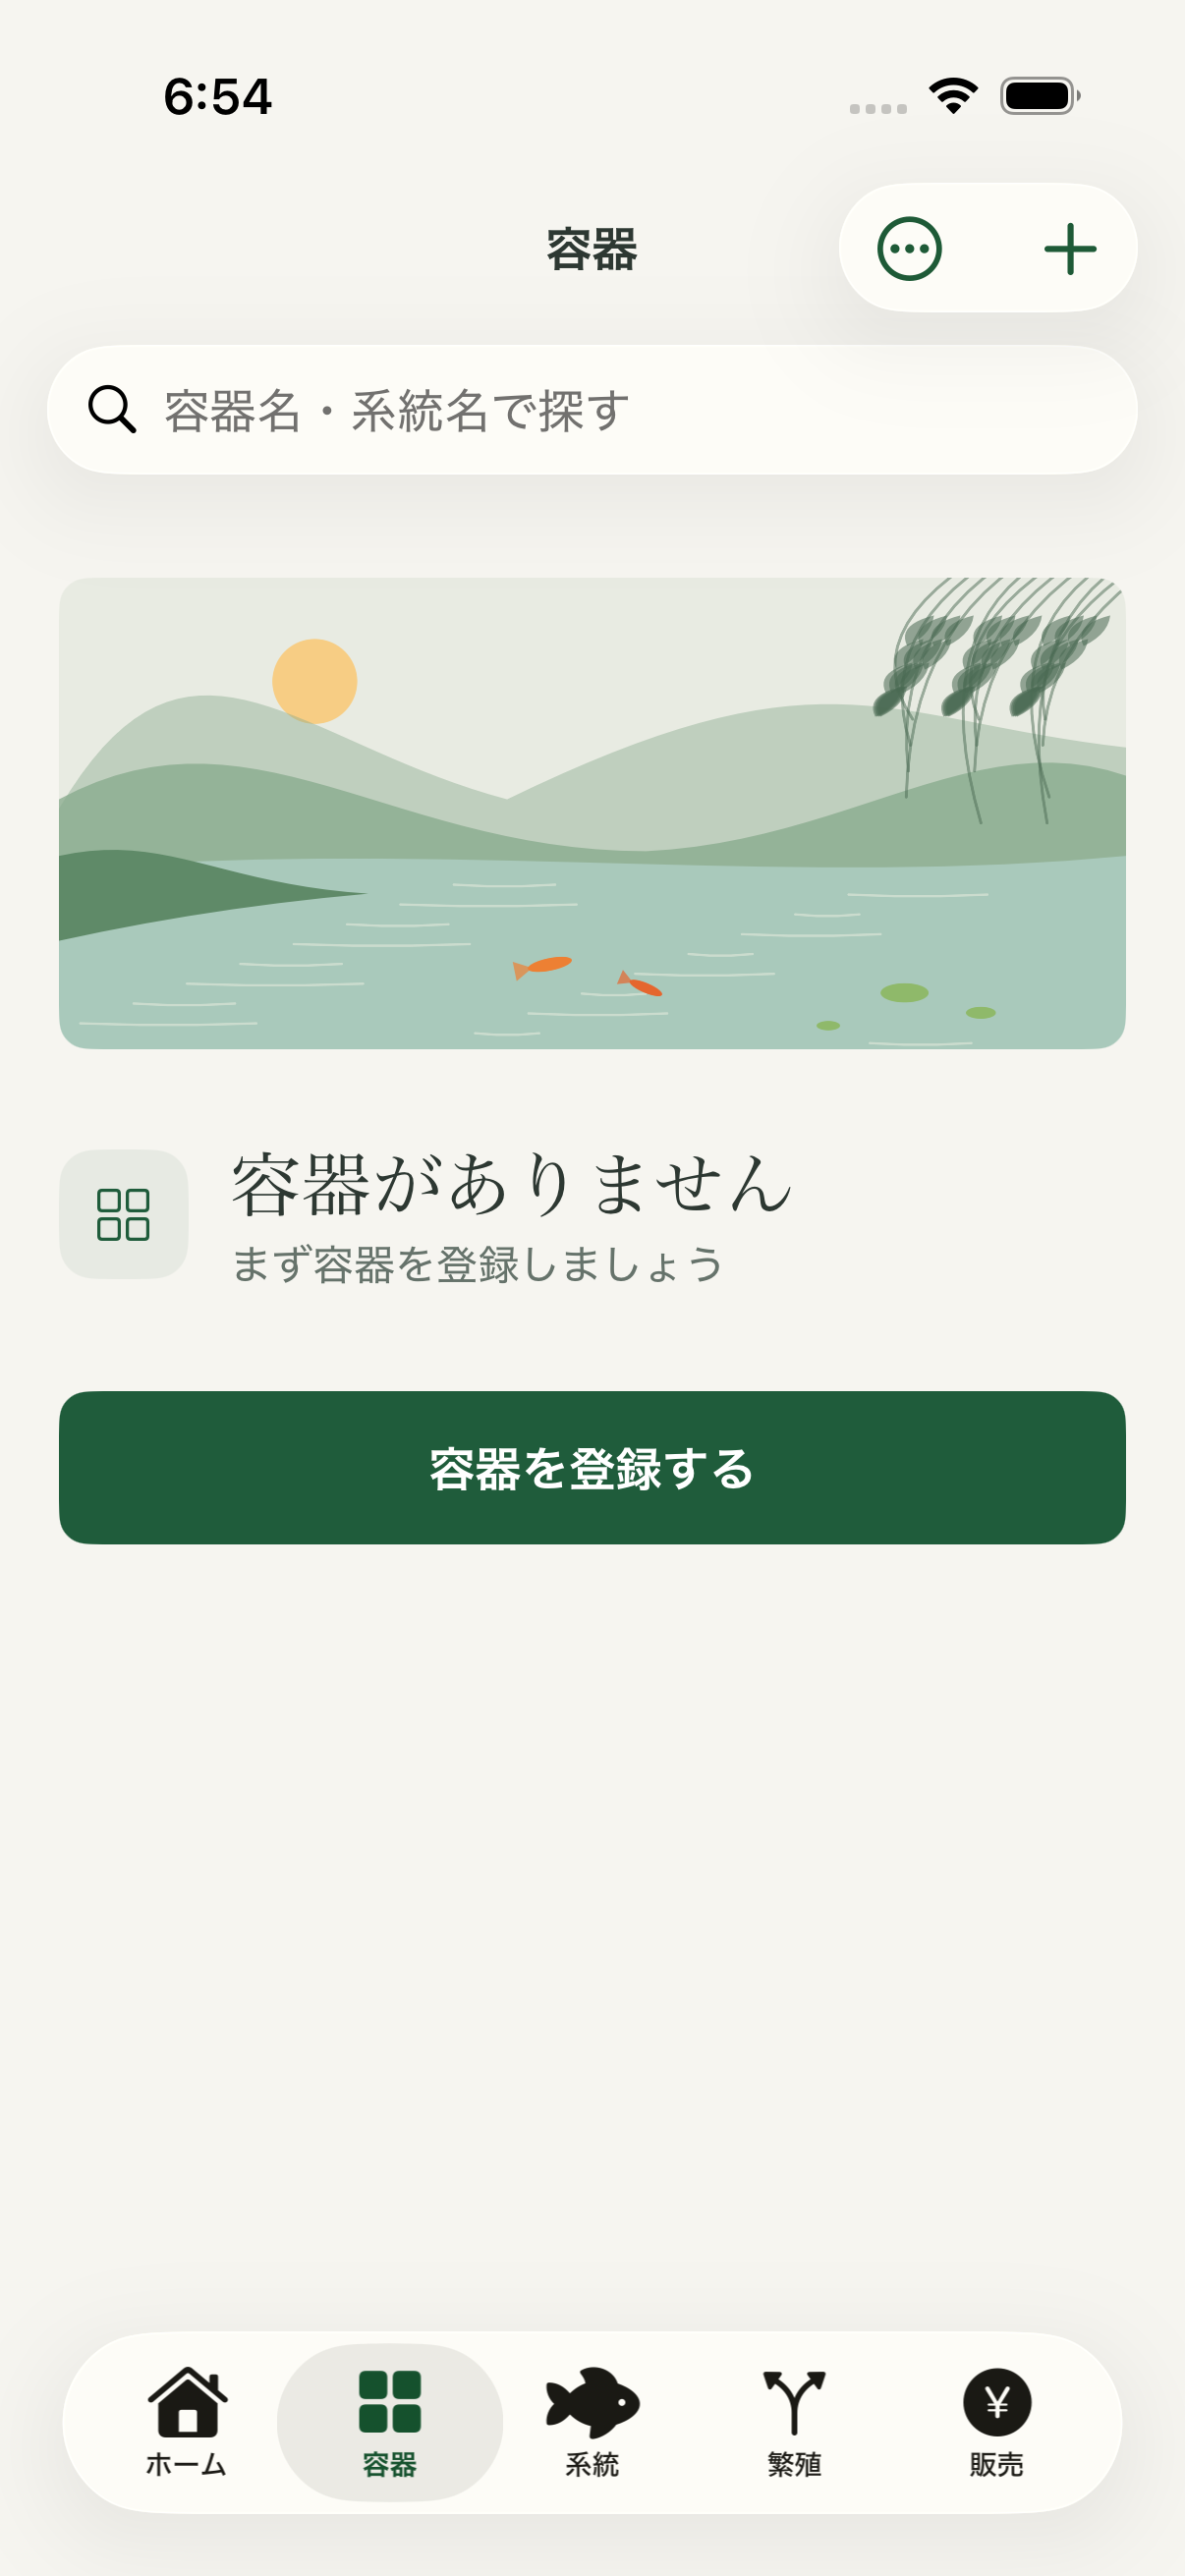 6:54
容器
容器名・系統名で探す
容器がありません
まず容器を登録しましょう
容器を登録する
ホーム
容器
系統
繁殖
¥
販売